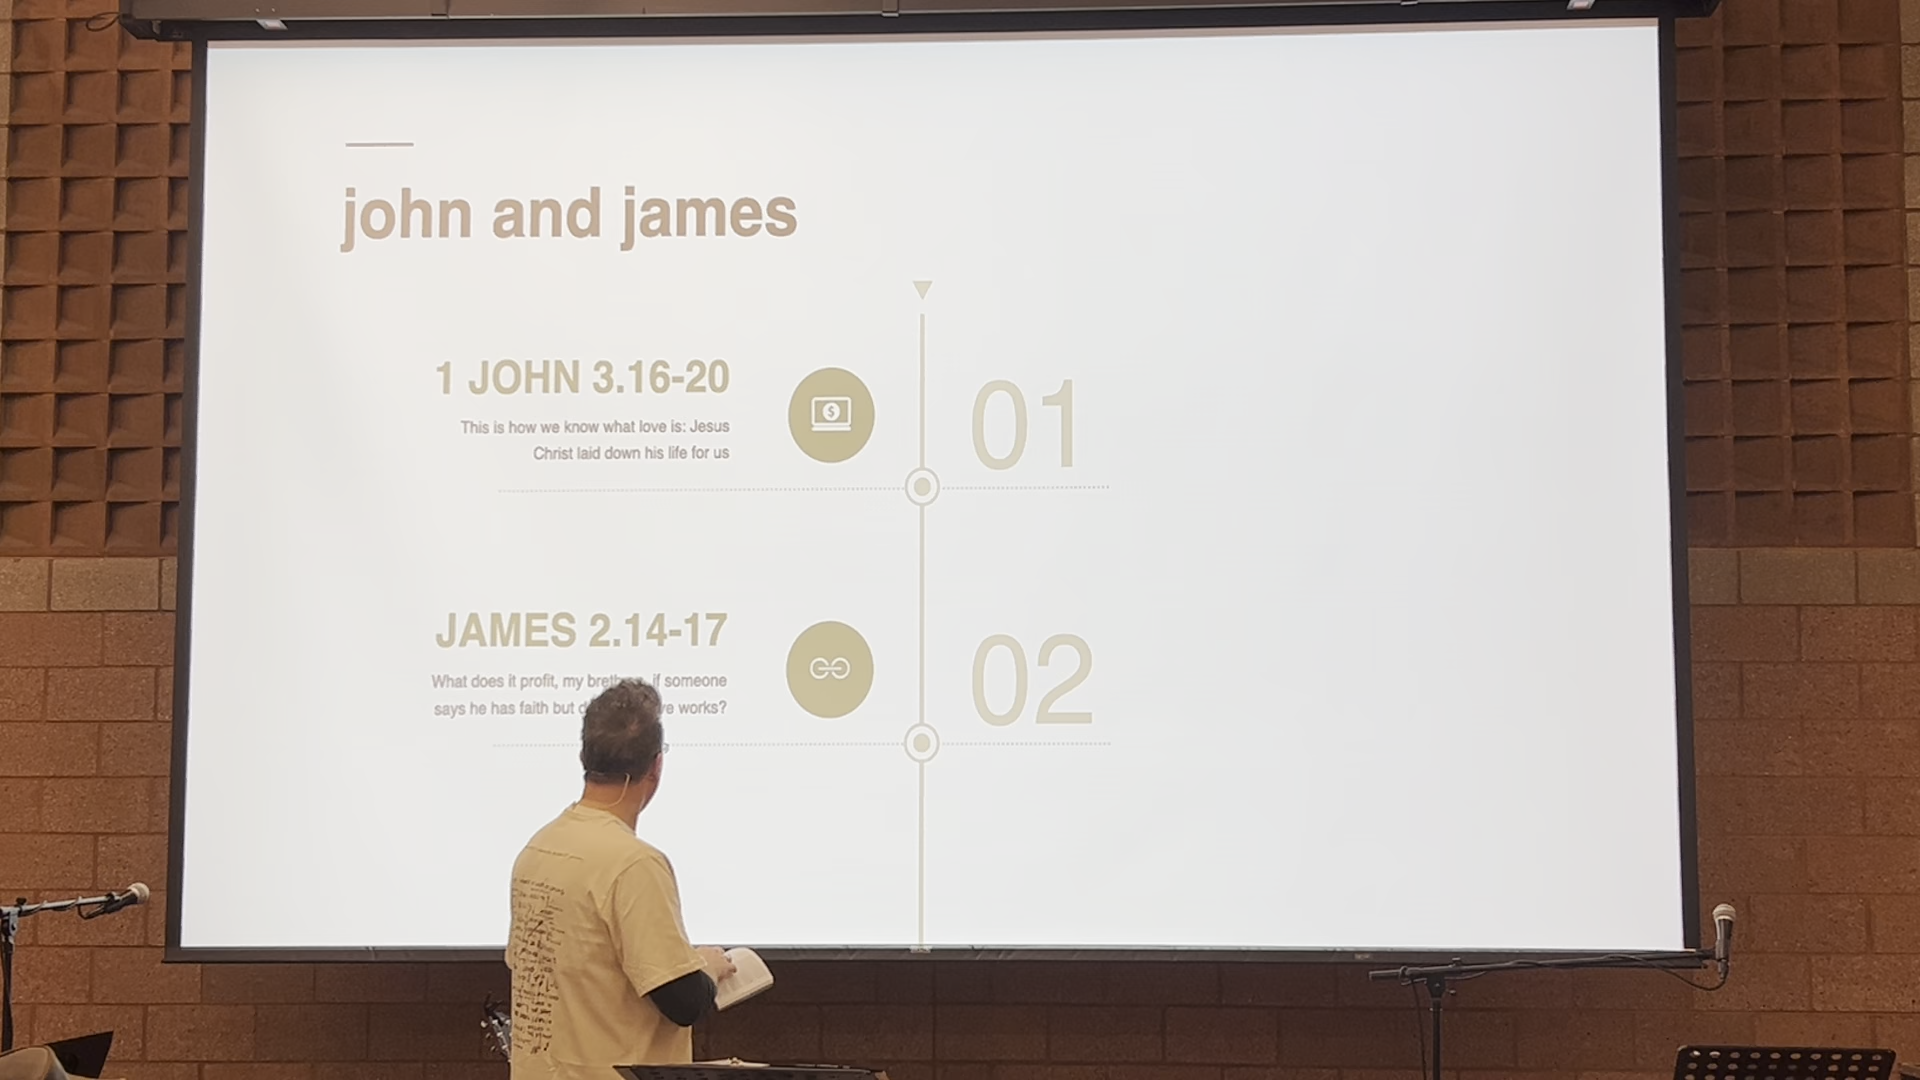 john and james
1 JOHN 3.16-20
This is how we know what love is: Jesus
Christ laid down his life for us
01
JAMES 2.14-17
What does it profit, my if someone
says he has faith but works?
02
$